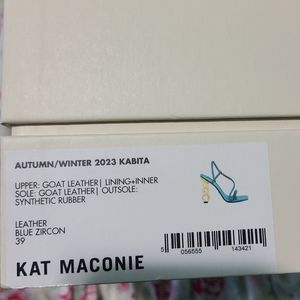 AUTUMN/WINTER 2023 KABITA
UPPER: GOAT LEATHER| LINING+INNER
SOLE: GOAT LEATHER| OUTSOLE:
SYNTHETIC RUBBER
LEATHER
BLUE ZIRCON
39
5 056555 143421
KAT MACONIE